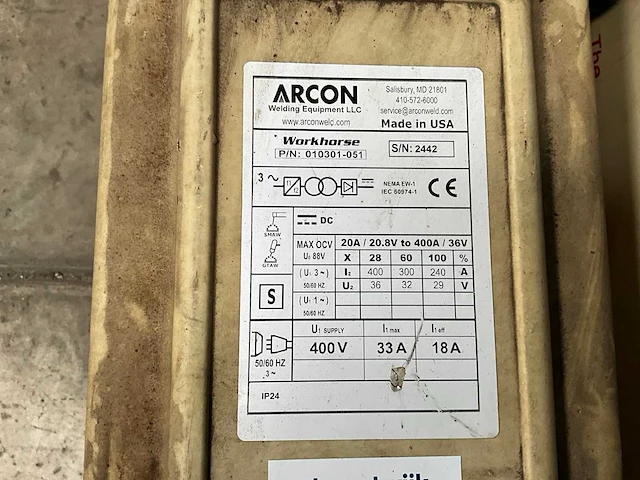 ARCON
Welding Equipment LLC
www.arconweld.com
Salisbury, MD 21801
410-572-6000
service@arconweld.com
Made in USA
Workhorse
P/N: 010301-051
S/N: 2442
3 ~
NEMA EW-1
IEC 60974-1
CE
SMAW
GTAW
S
DC
MAX OCV 20A / 20.8V to 400A / 36V
U₀ 88V X 28 60 100 %
( U₁ 3 ~ ) I₂ 400 300 240 A
50/60 HZ U₂ 36 32 29 V
( U₁ 1 ~ )
50/60 HZ
U₁ SUPPLY I₁ max I₁ eff
400 V 33 A 18 A
50/60 HZ
3 ~
IP24
The